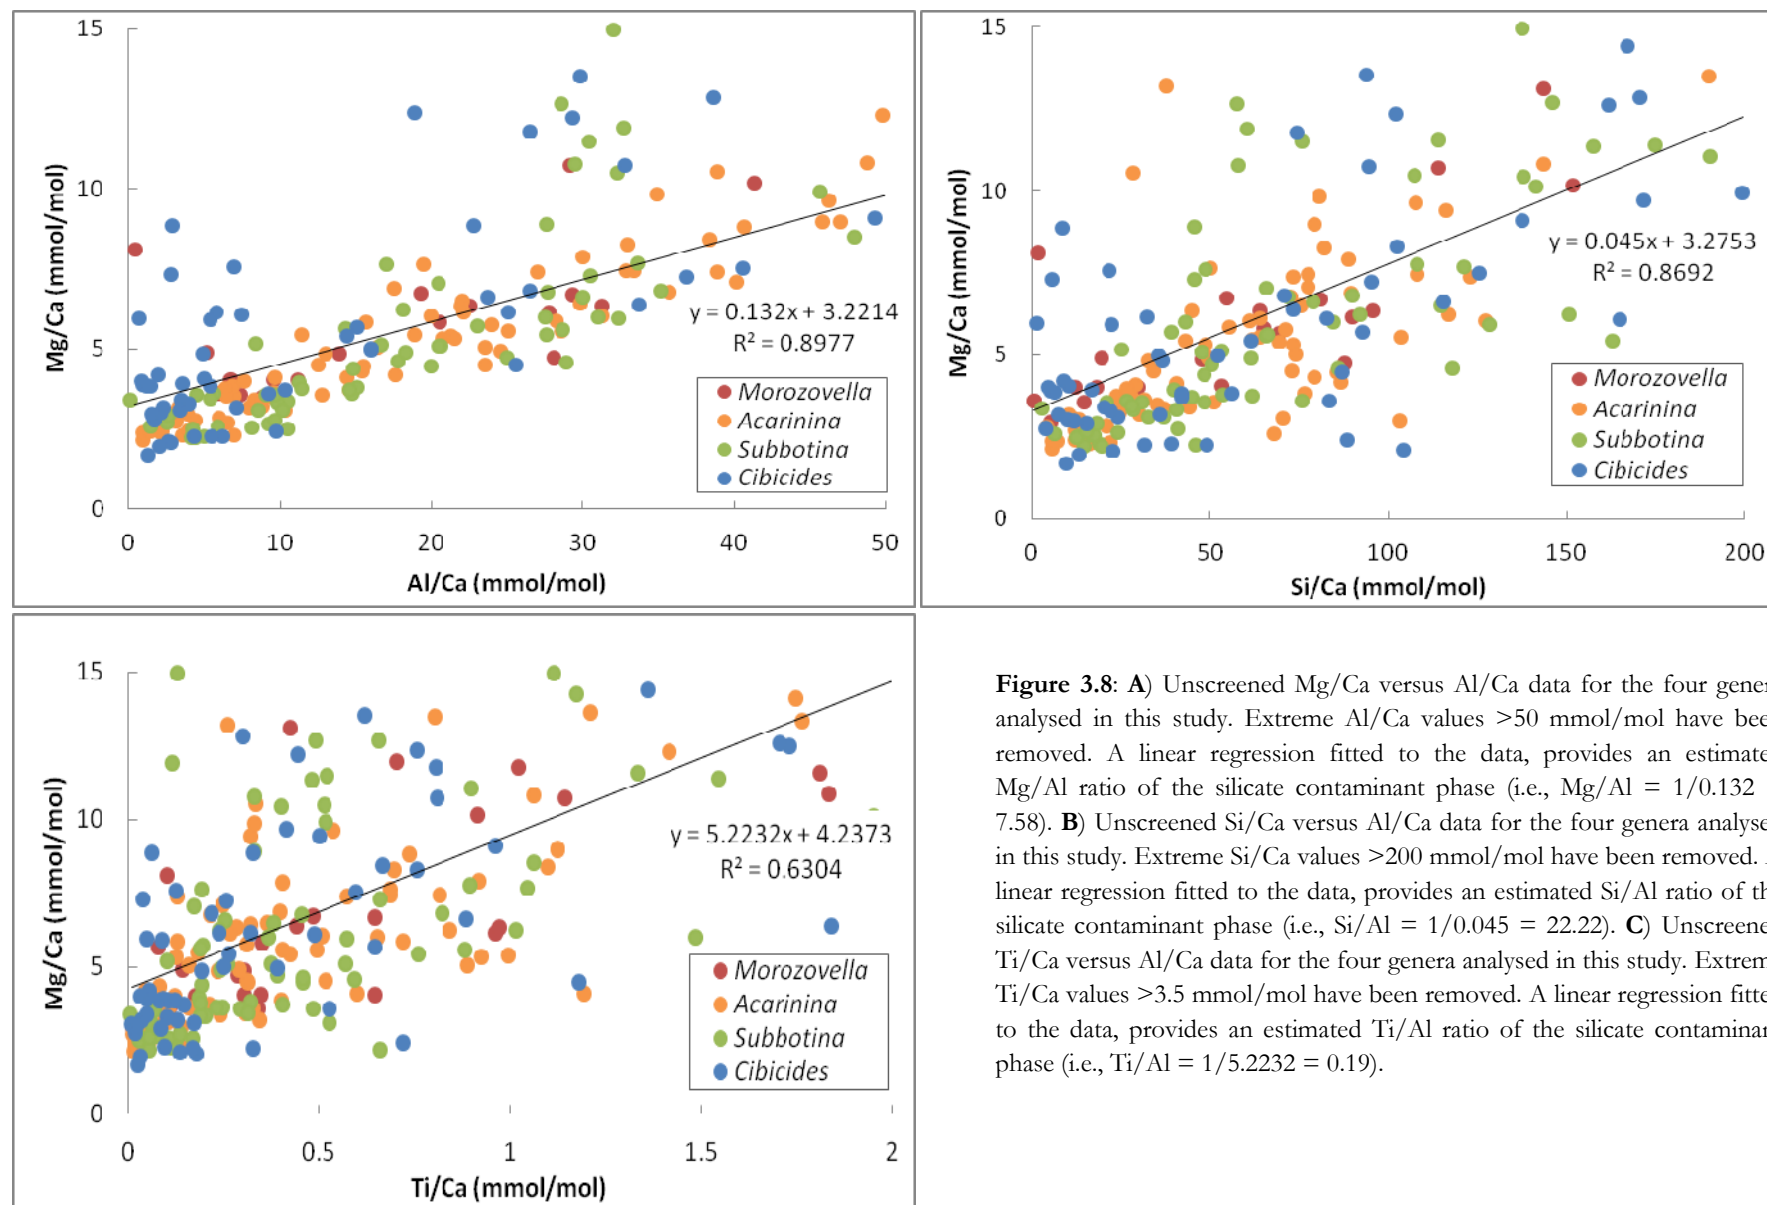 15
10
5
0
Mg/Ca (mmol/mol)
y = 0.132x + 3.2214
R² = 0.8977
Morozovella
Acarinina
Subbotina
Cibicides
0 10 20 30 40 50
Al/Ca (mmol/mol)
15
10
5
0
Mg/Ca (mmol/mol)
y = 0.045x + 3.2753
R² = 0.8692
Morozovella
Acarinina
Subbotina
Cibicides
0 50 100 150 200
Si/Ca (mmol/mol)
15
10
5
0
Mg/Ca (mmol/mol)
y = 5.2232x + 4.2373
R² = 0.6304
Morozovella
Acarinina
Subbotina
Cibicides
0 0.5 1 1.5 2
Ti/Ca (mmol/mol)
Figure 3.8: A) Unscreened Mg/Ca versus Al/Ca data for the four gener
analysed in this study. Extreme Al/Ca values >50 mmol/mol have bee
removed. A linear regression fitted to the data, provides an estimate
Mg/Al ratio of the silicate contaminant phase (i.e., Mg/Al = 1/0.132
7.58). B) Unscreened Si/Ca versus Al/Ca data for the four genera analyse
in this study. Extreme Si/Ca values >200 mmol/mol have been removed.
linear regression fitted to the data, provides an estimated Si/Al ratio of th
silicate contaminant phase (i.e., Si/Al = 1/0.045 = 22.22). C) Unscreene
Ti/Ca versus Al/Ca data for the four genera analysed in this study. Extrem
Ti/Ca values >3.5 mmol/mol have been removed. A linear regression fitte
to the data, provides an estimated Ti/Al ratio of the silicate contaminan
phase (i.e., Ti/Al = 1/5.2232 = 0.19).